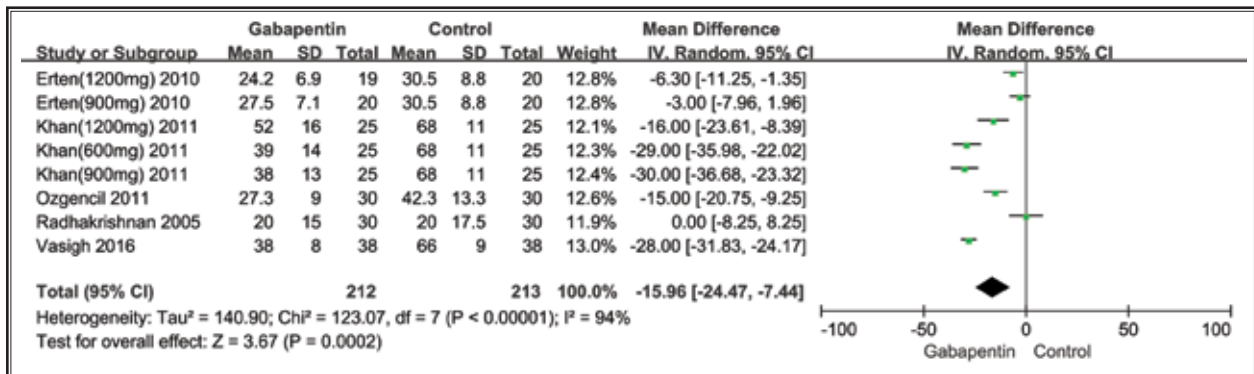 Gabapentin Control Mean Difference Mean Difference
Study or Subgroup Mean SD Total Mean SD Total Weight IV. Random. 95% CI IV. Random. 95% CI
Erten(1200mg) 2010 24.2 6.9 19 30.5 8.8 20 12.8% -6.30 [-11.25, -1.35]
Erten(900mg) 2010 27.5 7.1 20 30.5 8.8 20 12.8% -3.00 [-7.96, 1.96]
Khan(1200mg) 2011 52 16 25 68 11 25 12.1% -16.00 [-23.61, -8.39]
Khan(600mg) 2011 39 14 25 68 11 25 12.3% -29.00 [-35.98, -22.02]
Khan(900mg) 2011 38 13 25 68 11 25 12.4% -30.00 [-36.68, -23.32]
Ozgencil 2011 27.3 9 30 42.3 13.3 30 12.6% -15.00 [-20.75, -9.25]
Radhakrishnan 2005 20 15 30 20 17.5 30 11.9% 0.00 [-8.25, 8.25]
Vasigh 2016 38 8 38 66 9 38 13.0% -28.00 [-31.83, -24.17]
Total (95% CI) 212 213 100.0% -15.96 [-24.47, -7.44]
Heterogeneity: Tau² = 140.90; Chi² = 123.07, df = 7 (P < 0.00001); I² = 94%
Test for overall effect: Z = 3.67 (P = 0.0002)
-100 -50 0 50 100
Gabapentin Control